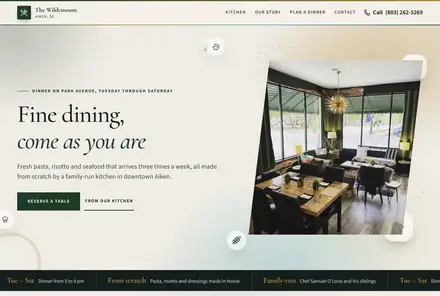 The Wildemoore
AIKEN, SC
KITCHEN OUR STORY PLAN A DINNER CONTACT Call (803) 262-5269
DINNER ON PARK AVENUE, TUESDAY THROUGH SATURDAY
Fine dining,
come as you are
Fresh pasta, risotto and seafood that arrives three times a week, all made
from scratch by a family-run kitchen in downtown Aiken.
RESERVE A TABLE FROM OUR KITCHEN
Tue – Sat Dinner from 5 to 9 pm From scratch Pasta, risotto and dressings made in house Family-run Chef Samuel O'Lone and his siblings Tue – Sat